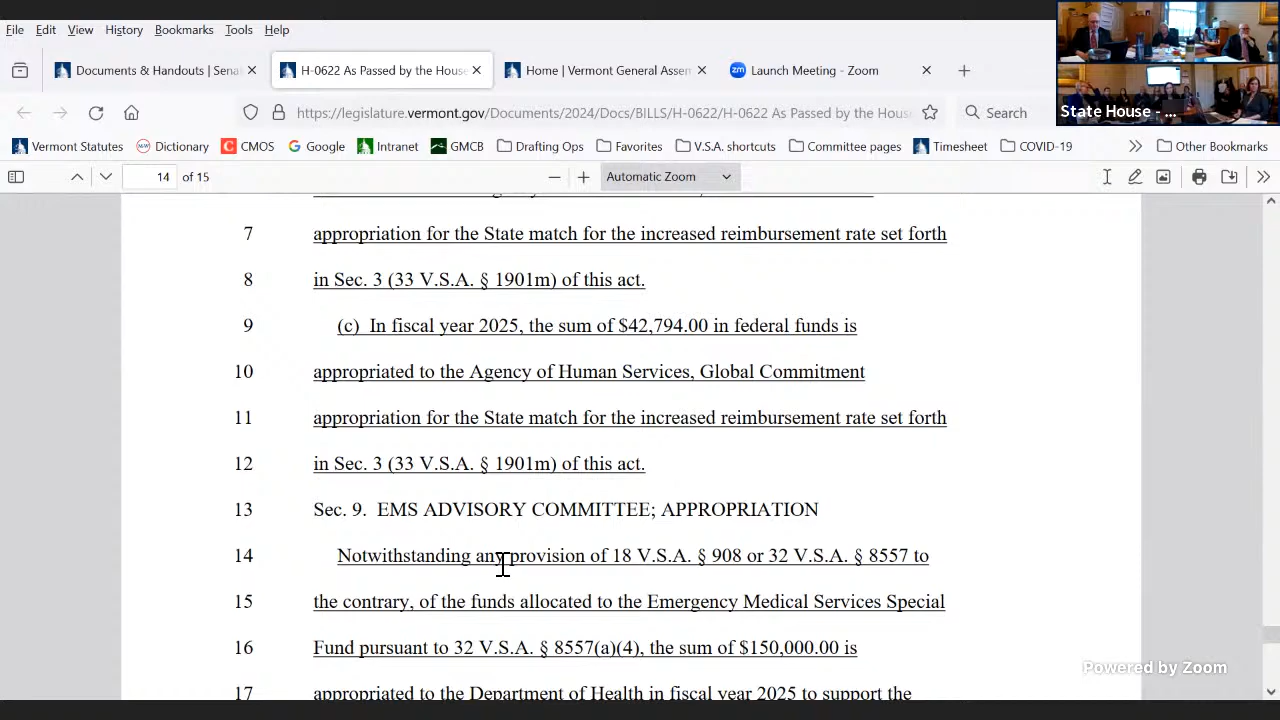 File Edit View History Bookmarks Tools Help
Documents & Handouts | Sena
H-0622 As Passed by the House
Home | Vermont General Assem
Launch Meeting - Zoom
https://legislature.vermont.gov/Documents/2024/Docs/BILLS/H-0622/H-0622 As Passed by the Hous
Search
Vermont Statutes Dictionary CMOS Google Intranet GMCB Drafting Ops Favorites V.S.A. shortcuts Committee pages Timesheet COVID-19 Other Bookmarks
14 of 15 Automatic Zoom
State House - ...
7 appropriation for the State match for the increased reimbursement rate set forth
8 in Sec. 3 (33 V.S.A. § 1901m) of this act.
9 (c) In fiscal year 2025, the sum of $42,794.00 in federal funds is
10 appropriated to the Agency of Human Services, Global Commitment
11 appropriation for the State match for the increased reimbursement rate set forth
12 in Sec. 3 (33 V.S.A. § 1901m) of this act.
13 Sec. 9. EMS ADVISORY COMMITTEE; APPROPRIATION
14 Notwithstanding any provision of 18 V.S.A. § 908 or 32 V.S.A. § 8557 to
15 the contrary, of the funds allocated to the Emergency Medical Services Special
16 Fund pursuant to 32 V.S.A. § 8557(a)(4), the sum of $150,000.00 is
17 appropriated to the Department of Health in fiscal year 2025 to support the
Powered by Zoom